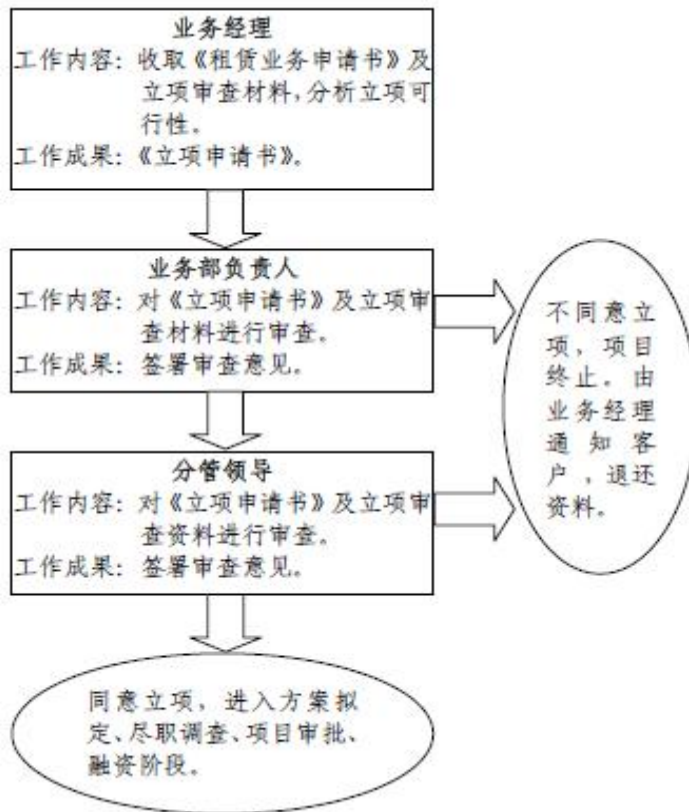 业务经理
工作内容：收取《租赁业务申请书》及
立项审查材料，分析立项可
行性。
工作成果：《立项申请书》。
业务部负责人
工作内容：对《立项申请书》及立项审
查材料进行审查。
工作成果：签署审查意见。
分管领导
工作内容：对《立项申请书》及立项审
查资料进行审查。
工作成果：签署审查意见。
不同意立
项，项目
终止。由
业务经理
通知客
户，退还
资料。
同意立项，进入方案拟
定、尽职调查、项目审批、
融资阶段。